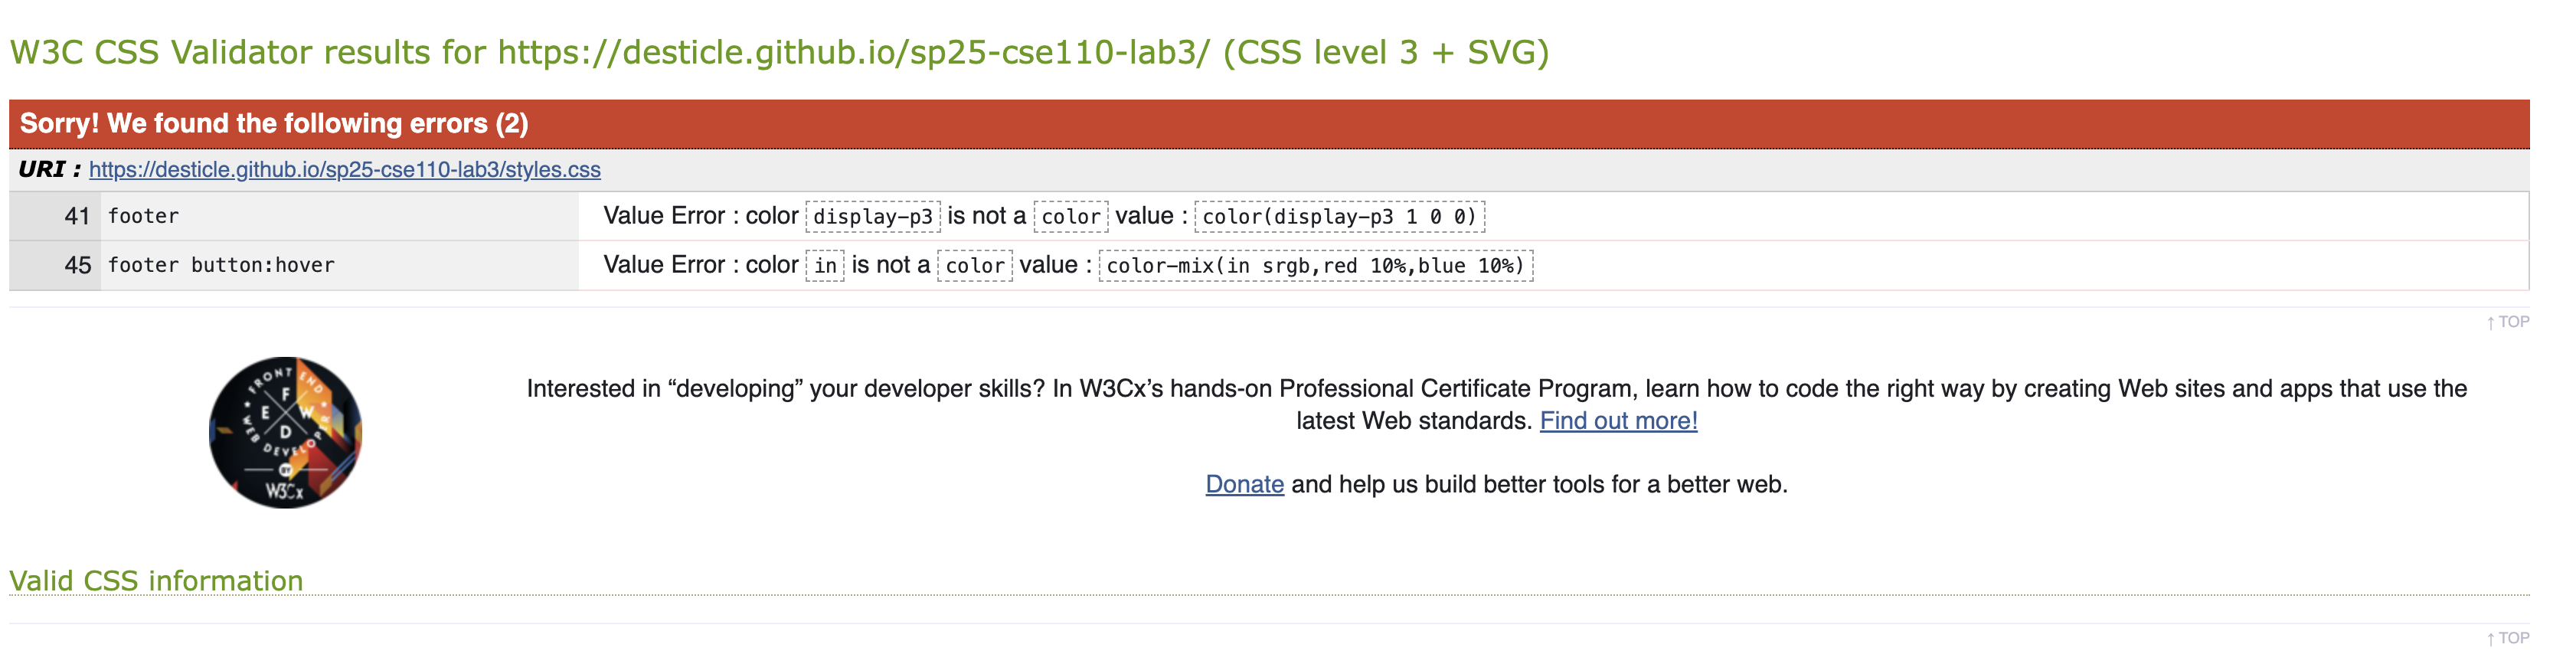 W3C CSS Validator results for https://desticle.github.io/sp25-cse110-lab3/ (CSS level 3 + SVG)
Sorry! We found the following errors (2)
URI : https://desticle.github.io/sp25-cse110-lab3/styles.css
41 footer Value Error : color display-p3 is not a color value : color(display-p3 1 0 0)
45 footer button:hover Value Error : color in is not a color value : color-mix(in srgb,red 10%,blue 10%)
↑ TOP
FRONT END
WEB DEVELOPER
F
E W
D
BY
W3Cx
Interested in “developing” your developer skills? In W3Cx’s hands-on Professional Certificate Program, learn how to code the right way by creating Web sites and apps that use the
latest Web standards. Find out more!
Donate and help us build better tools for a better web.
Valid CSS information
↑ TOP